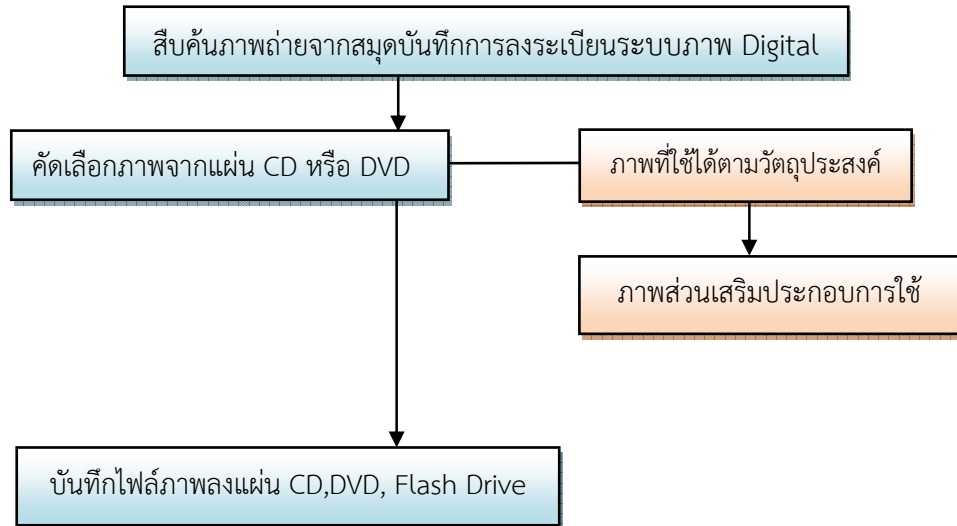 สืบค้นภาพถ่ายจากสมุดบันทึกการลงระเบียนระบบภาพ Digital
คัดเลือกภาพจากแผ่น CD หรือ DVD
ภาพที่ใช้ได้ตามวัตถุประสงค์
ภาพส่วนเสริมประกอบการใช้
บันทึกไฟล์ภาพลงแผ่น CD,DVD, Flash Drive